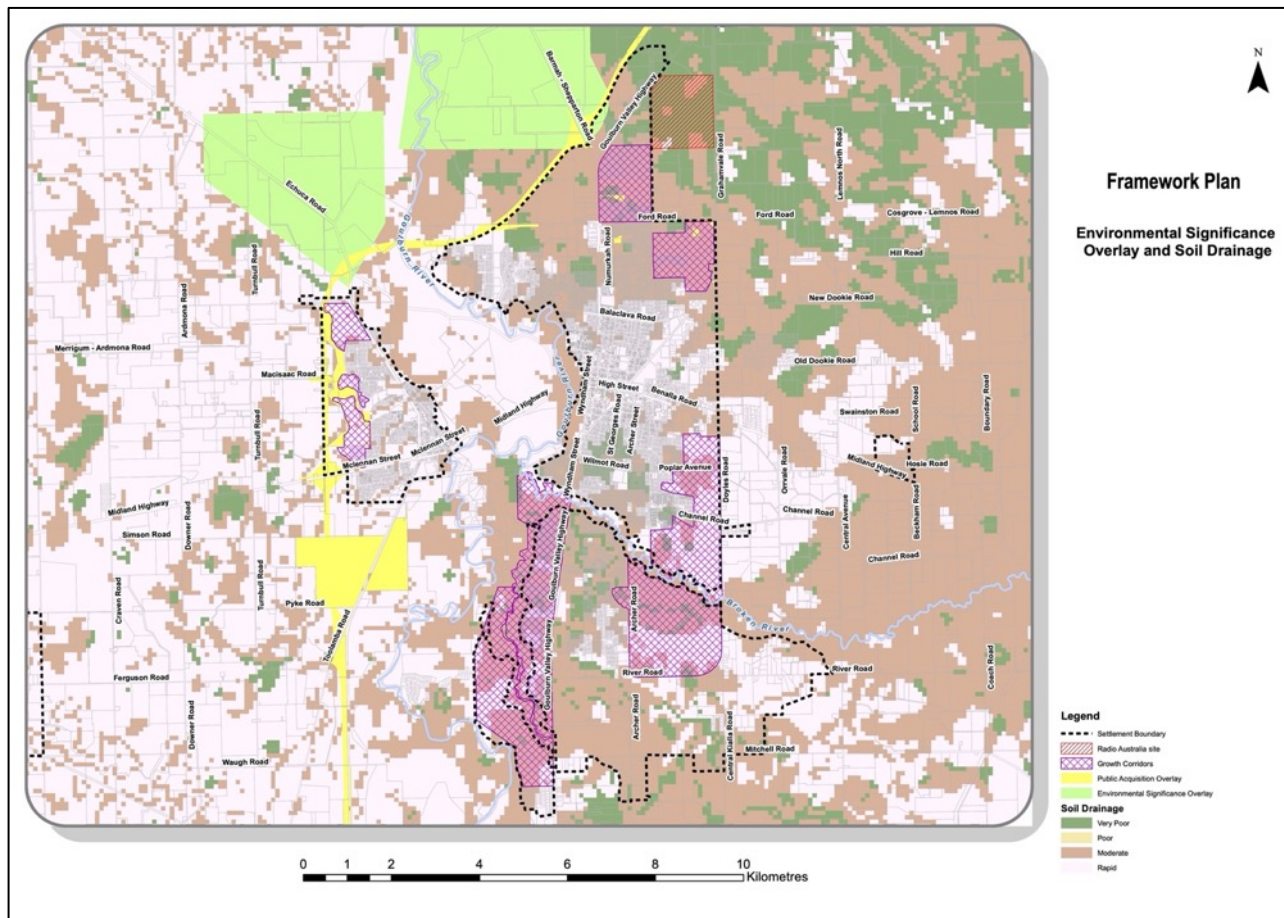 N
Framework Plan
Environmental Significance
Overlay and Soil Drainage
Barmah - Shepparton Road
Goulburn Valley Highway
Echuca Road
Goulburn River
Grahamvale Road
Lemnos North Road
Ford Road
Ford Road
Cosgrove - Lemnos Road
Numurkah Road
Hill Road
Turnbull Road
Ardmona Road
New Dookie Road
Balaclava Road
Merrigum - Ardmona Road
Macisaac Road
Old Dookie Road
Goulburn River
Wyndham Street
High Street
Benalla Road
Midland Highway
St Georges Road
Archer Street
Swainston Road
School Road
Boundary Road
Turnbull Road
Mclennan Street
Mclennan Street
Wyndham Street
Wilmot Road
Poplar Avenue
Doyles Road
Orrvale Road
Midland Highway
Hosie Road
Midland Highway
Simson Road
Downer Road
Channel Road
Channel Road
Central Avenue
Beckham Road
Channel Road
Goulburn Valley Highway
Craven Road
Turnbull Road
Pyke Road
Toolamba Road
Archer Road
Broken River
Ferguson Road
Goulburn Valley Highway
River Road
River Road
Coach Road
Downer Road
Archer Road
Central Kialla Road
Mitchell Road
Waugh Road
Legend
Settlement Boundary
Radio Australia site
Growth Corridors
Public Acquisition Overlay
Environmental Significance Overlay
Soil Drainage
Very Poor
Poor
Moderate
Rapid
0 1 2 4 6 8 10
Kilometres